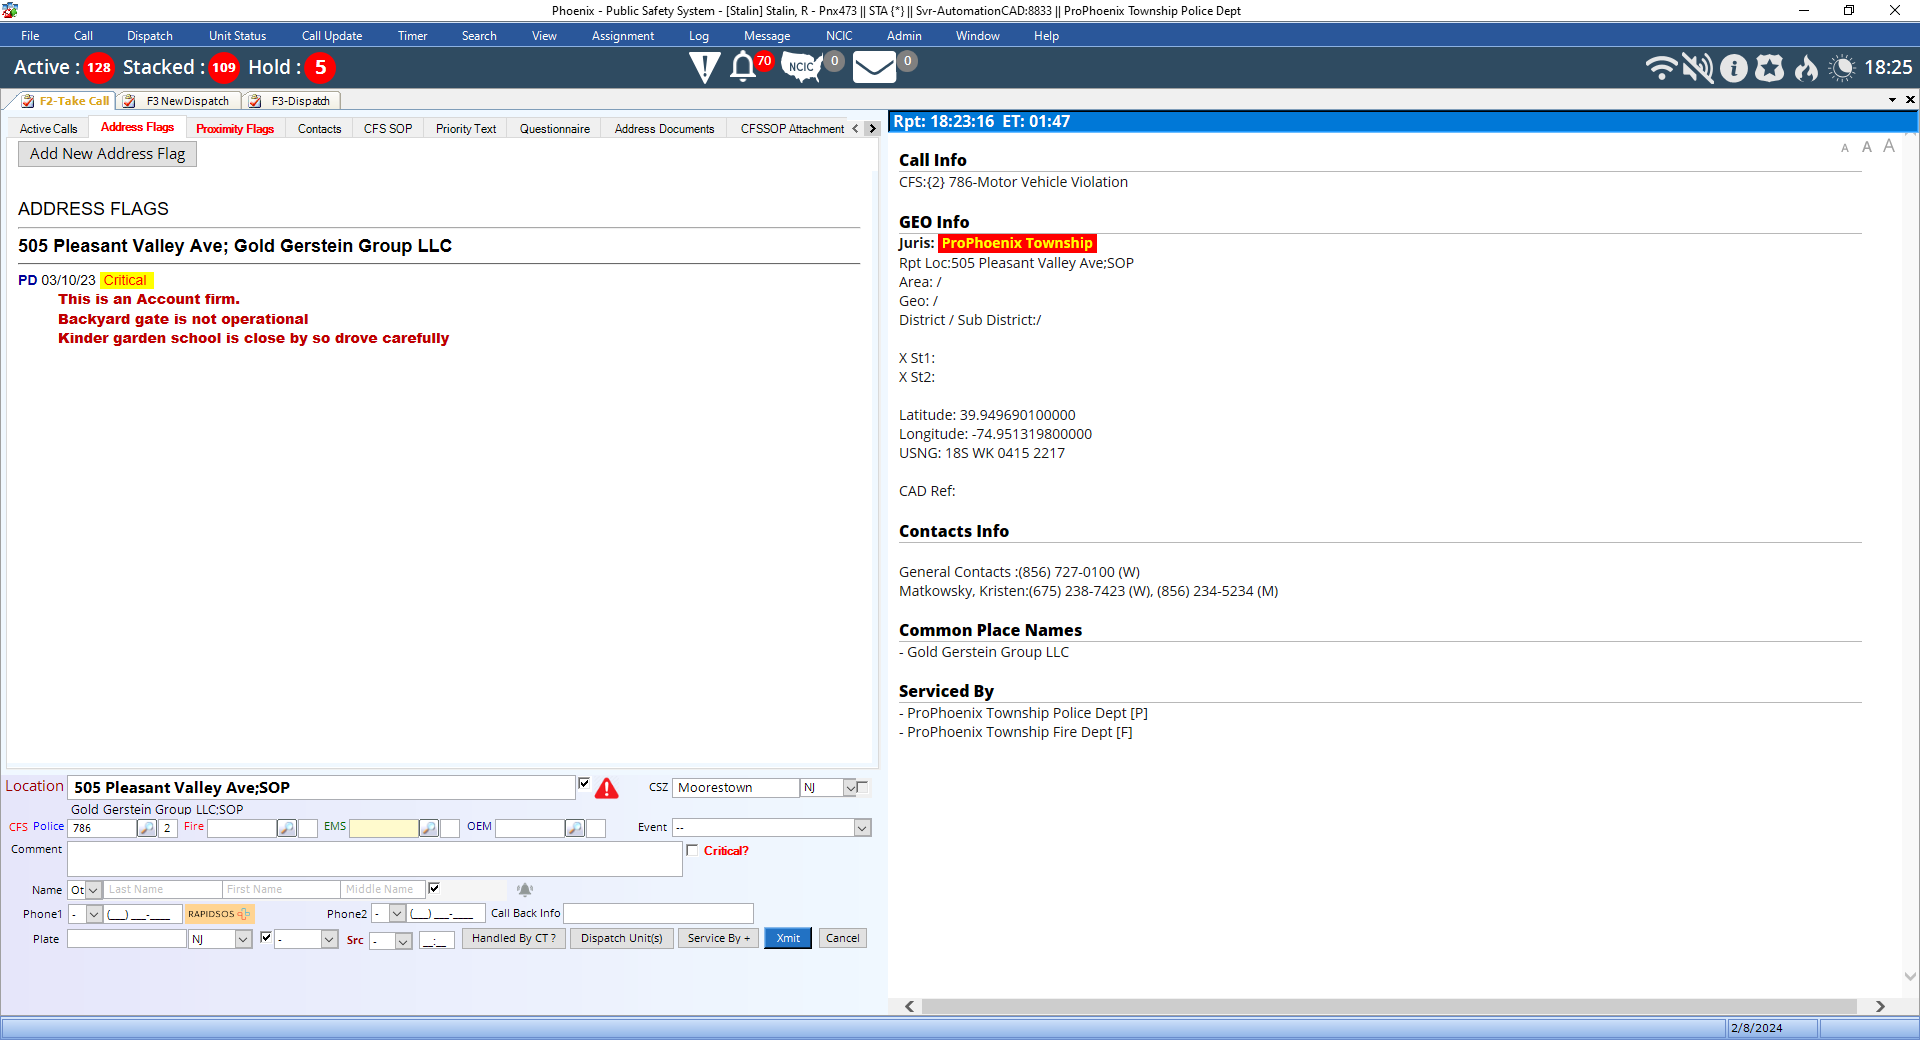 Phoenix - Public Safety System - [Stalin] Stalin, R - Pnx473 || STA {*} || Svr-AutomationCAD:8833 || ProPhoenix Township Police Dept
File Call Dispatch Unit Status Call Update Timer Search View Assignment Log Message NCIC Admin Window Help
Active : 128 Stacked : 109 Hold : 5 70 NCIC 0 0 18:25
F2-Take Call F3 NewDispatch F3-Dispatch
Active Calls Address Flags Proximity Flags Contacts CFS SOP Priority Text Questionnaire Address Documents CFSSOP Attachment
Add New Address Flag
ADDRESS FLAGS
505 Pleasant Valley Ave; Gold Gerstein Group LLC
PD 03/10/23 Critical
This is an Account firm.
Backyard gate is not operational
Kinder garden school is close by so drove carefully
Rpt: 18:23:16 ET: 01:47
A A A
Call Info
CFS:{2} 786-Motor Vehicle Violation
GEO Info
Juris: ProPhoenix Township
Rpt Loc:505 Pleasant Valley Ave;SOP
Area: /
Geo: /
District / Sub District:/
X St1:
X St2:
Latitude: 39.949690100000
Longitude: -74.951319800000
USNG: 18S WK 0415 2217
CAD Ref:
Contacts Info
General Contacts :(856) 727-0100 (W)
Matkowsky, Kristen:(675) 238-7423 (W), (856) 234-5234 (M)
Common Place Names
- Gold Gerstein Group LLC
Serviced By
- ProPhoenix Township Police Dept [P]
- ProPhoenix Township Fire Dept [F]
Location 505 Pleasant Valley Ave;SOP CSZ Moorestown NJ
Gold Gerstein Group LLC;SOP
CFS Police 786 2 Fire EMS OEM Event --
Comment Critical?
Name Ot Last Name First Name Middle Name
Phone1 - (___) ___-____ RAPIDSOS Phone2 - (___) ___-____ Call Back Info
Plate NJ - Src - __:__ Handled By CT ? Dispatch Unit(s) Service By + Xmit Cancel
2/8/2024